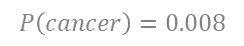 P(cancer) = 0.008